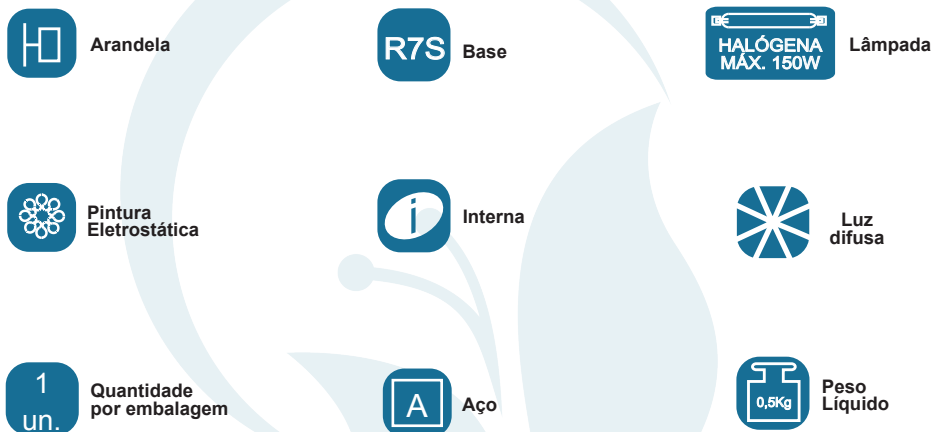 Arandela
R7S
Base
HALÓGENA
MÁX. 150W
Lâmpada
Pintura
Eletrostática
i
Interna
Luz
difusa
1
un.
Quantidade
por embalagem
A
Aço
0,5Kg
Peso
Líquido